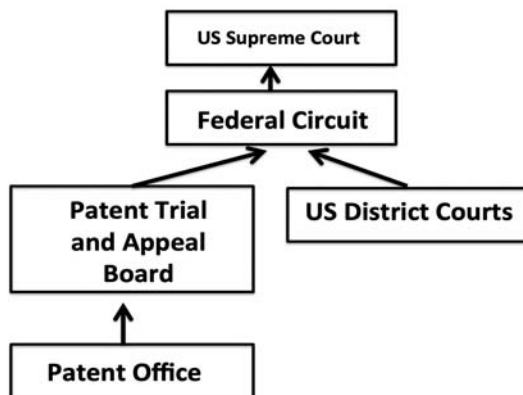 US Supreme Court
Federal Circuit
Patent Trial
and Appeal
Board
US District Courts
Patent Office